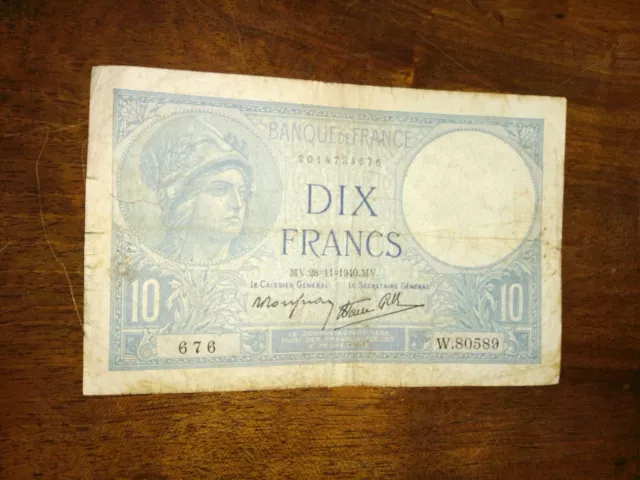 BANQUE DE FRANCE
2014724676
DIX
FRANCS
MV.28-11-1940.MV.
LE CAISSIER GÉNÉRAL LE SECRÉTAIRE GÉNÉRAL
10 10
676 W.80589